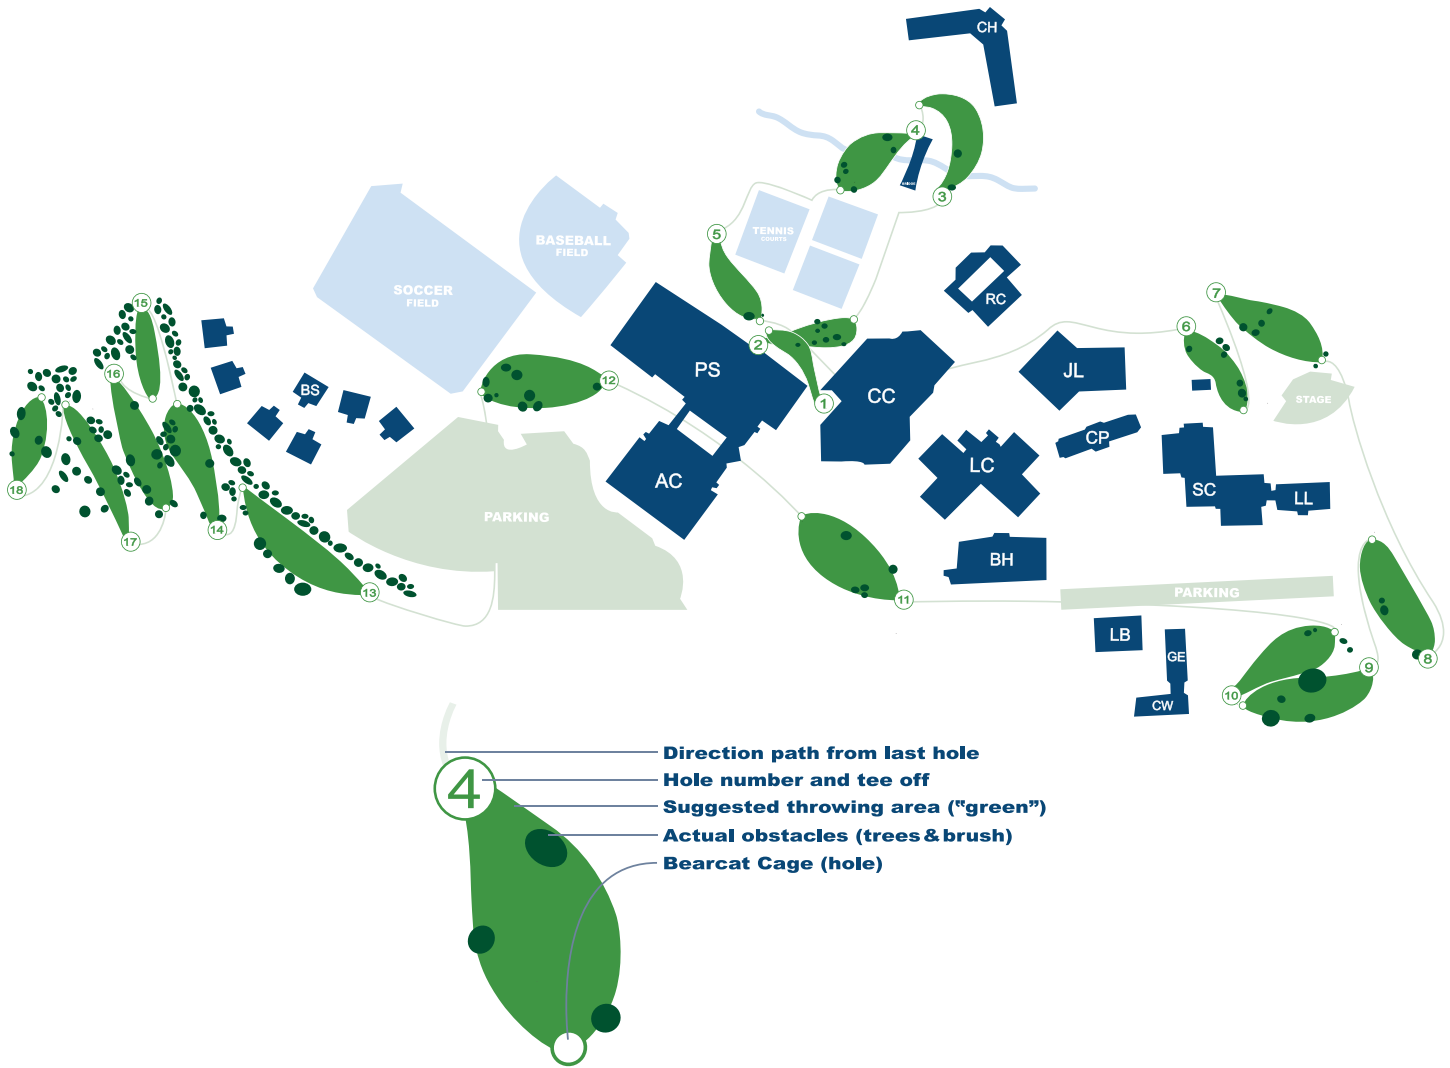 CH
4
3
5
TENNIS
COURTS
BASEBALL
FIELD
SOCCER
FIELD
RC
7
6
15
2
PS
JL
STAGE
16
12
BS
CC
1
CP
LC
AC
SC
LL
18
PARKING
14
17
BH
13
11
PARKING
LB
GE
8
9
10
CW
Direction path from last hole
4
Hole number and tee off
Suggested throwing area ("green")
Actual obstacles (trees & brush)
Bearcat Cage (hole)